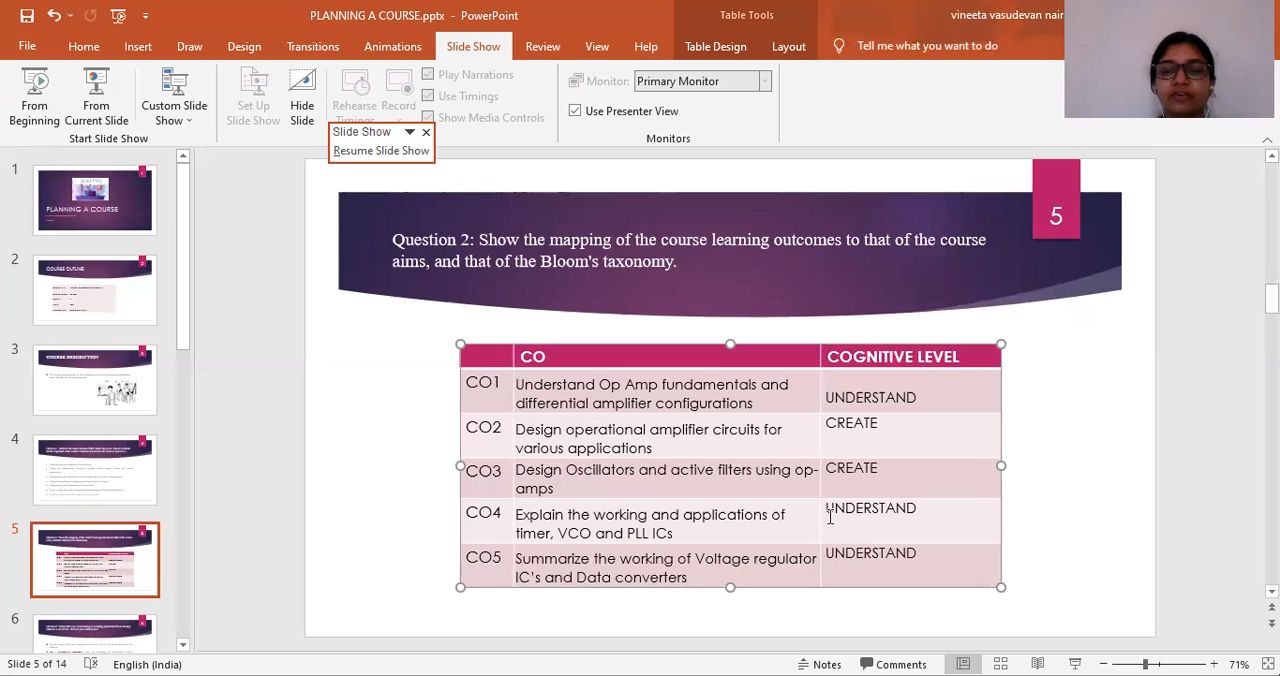 PLANNING A COURSE.pptx - PowerPoint
Table Tools
vineeta vasudevan nair
File
Home
Insert
Draw
Design
Transitions
Animations
Slide Show
Review
View
Help
Table Design
Layout
Tell me what you want to do
From
Beginning
From
Current Slide
Custom Slide
Show
Start Slide Show
Set Up
Slide Show
Hide
Slide
Rehearse
Timings
Record
Play Narrations
Use Timings
Show Media Controls
Monitor:
Primary Monitor
Use Presenter View
Monitors
Slide Show
Resume Slide Show
1
PLANNING A COURSE
2
COURSE OUTLINE
3
COURSE DESCRIPTION
4
5
6
5
Question 2: Show the mapping of the course learning outcomes to that of the course
aims, and that of the Bloom's taxonomy.
CO
COGNITIVE LEVEL
CO1
Understand Op Amp fundamentals and
differential amplifier configurations
UNDERSTAND
CO2
Design operational amplifier circuits for
various applications
CREATE
CO3
Design Oscillators and active filters using op-
amps
CREATE
CO4
Explain the working and applications of
timer, VCO and PLL ICs
UNDERSTAND
CO5
Summarize the working of Voltage regulator
IC's and Data converters
UNDERSTAND
Slide 5 of 14
English (India)
Notes
Comments
71%